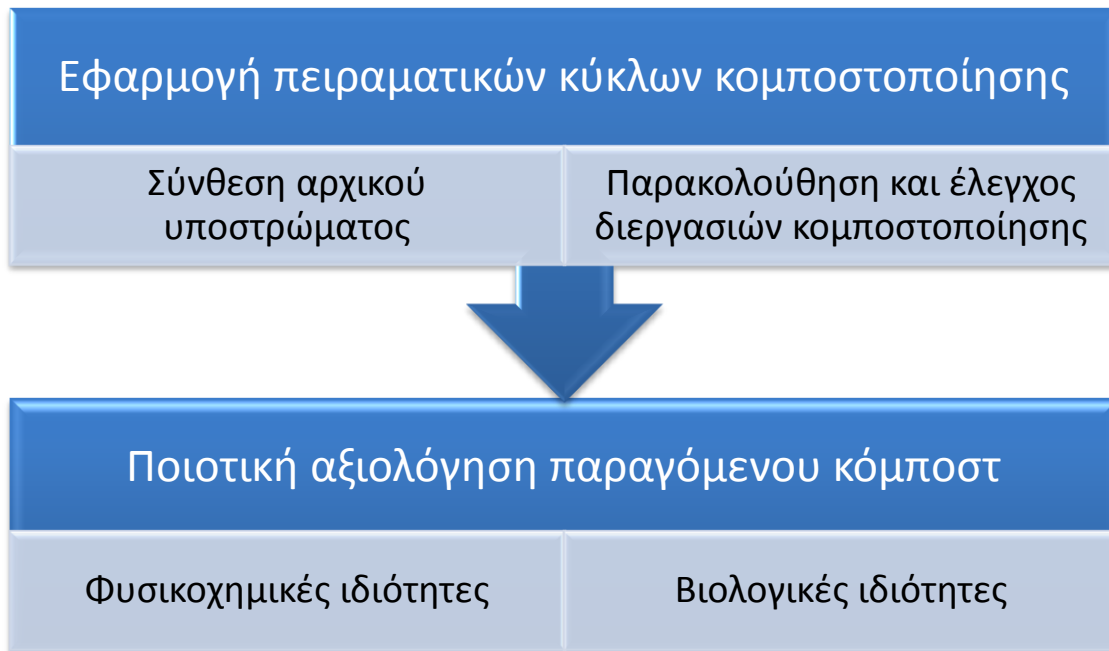 Εφαρμογή πειραματικών κύκλων κομποστοποίησης
Σύνθεση αρχικού
υποστρώματος
Παρακολούθηση και έλεγχος
διεργασιών κομποστοποίησης
Ποιοτική αξιολόγηση παραγόμενου κόμποστ
Φυσικοχημικές ιδιότητες
Βιολογικές ιδιότητες